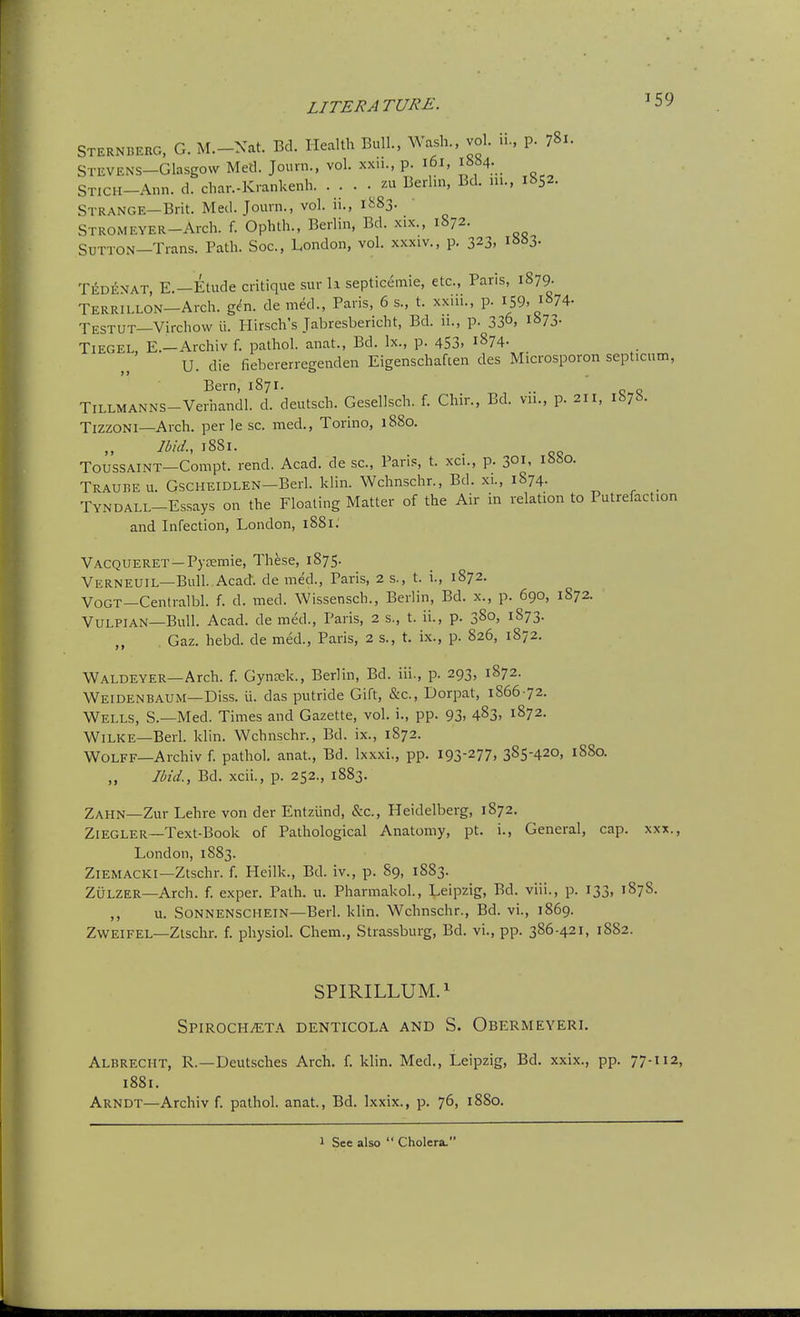 LITERATURE. 159
STERNBERG, G. M.—Nat. Bd. Health Bull., Wash., vol. ii., p. 781.
STEVENS—Glasgow Med. Journ., vol. xxii., p. 161, 1884.
STICH—Ann. d. char.-Krankenh. . . . . zu Berlin, Bd. iii., 1852.
STRANGE—Brit. Med. Journ., vol. ii., 1883.
STROMEYER—Arch. f. Ophth., Berlin, Bd. xix., 1872.
SUTTON—Trans. Path. Soc., London, vol. xxxiv., p. 323, 1883.
TÉDÉNAT, E.—Étude critique sur la septicémie, etc., Paris, 1879.
TERRILLON—Arch. gén. de méd., Paris, 6 s., t. xxiii., p. 159, 1874.
TESTUT—Virchow ü. Hirsch's Jabresbericht, Bd. ii., p. 336, 1873.
TIEGEL, E.—Archiv f. pathol. anat., Bd. lx., p. 453, 1874.
„ U. die fiebererregenden Eigenschaften des Microsporon septicum,
Bern, 1871.
TILLMANNS—Verhandl. d. deutsch. Gesellsch. f. Chir., Bd. vii., p. 211, 1878.
TIZZONI—Arch. per le sc. med., Torino, 1880.
„ Ibid., 1881.
TOUSSAINT—Compt. rend. Acad. de sc., Paris, t. xci., p. 301, 1880.
TRAUBE u. GSCHEIDLEN—Berl. klin. Wchnschr., Bd. xi., 1874.
TYNDALL—Essays on the Floating Matter of the Air in relation to Putrefaction
and Infection, London, 1881.
VACQUERET—Pyæmie, Thèse, 1875.
VERNEUIL—Bull. Acad. de méd., Paris, 2 s., t. i., 1872.
VOGT—Centralbl. f. d. med. Wissensch., Berlin, Bd. x., p. 690, 1872.
VULPIAN—Bull. Acad. de méd., Paris, 2 s., t. ii., p. 380, 1873.
„ Gaz. hebd. de méd., Paris, 2 s., t. ix., p. 826, 1872.
WALDEYER—Arch. f. Gynæk., Berlin, Bd. iii., p. 293, 1872.
WEIDENBAUM—Diss. ü. das putride Gift, &c., Dorpat, 1866-72.
WELLS, S.—Med. Times and Gazette, vol. i., pp. 93, 483, 1872.
WILKE—Berl. klin. Wchnschr., Bd. ix., 1872.
WOLFF—Archiv f. pathol. anat., Bd. lxxxi., pp. 193-277, 385-420, 1880.
„ Ibid., Bd. xcii., p. 252., 1883.
ZAHN—Zur Lehre von der Entzünd, &c., Heidelberg, 1872.
ZIEGLER—Text-Book of Pathological Anatomy, pt. i., General, cap. xxx.,
London, 1883.
ZIEMACKI—Ztschr. f. Heilk., Bd. iv., p. 89, 1883.
ZÜLZER—Arch. f. exper. Path. u. Pharmakol., Leipzig, Bd. viii., p. 133, 1878.
„ u. SONNENSCHEIN—Berl. klin. Wchnschr., Bd. vi., 1869.
ZWEIFEL—Ztschr. f. physiol. Chem., Strassburg, Bd. vi., pp. 386-421, 1882.
SPIRILLUM.¹
SPIROCHÆTA DENTICOLA AND S. OBERMEYERI.
ALBRECHT, R.—Deutsches Arch. f. klin. Med., Leipzig, Bd. xxix., pp. 77-112,
1881.
ARNDT—Archiv f. pathol. anat., Bd. lxxix., p. 76, 1880.
¹ See also “ Cholera.”